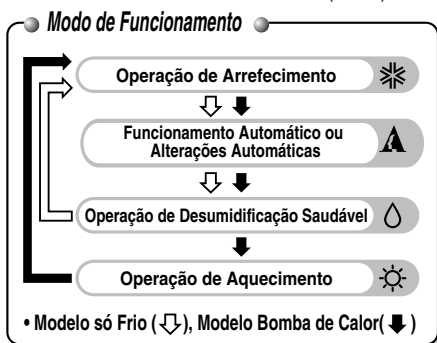 Modo de Funcionamento
Operação de Arrefecimento
Funcionamento Automático ou
Alterações Automáticas
Operação de Desumidificação Saudável
Operação de Aquecimento
• Modelo só Frio ( ), Modelo Bomba de Calor( )